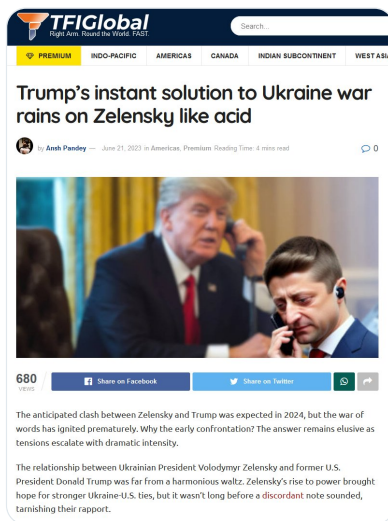 TFIGlobal
Right Arm. Round the World. FAST.
Search...
PREMIUM INDO-PACIFIC AMERICAS CANADA INDIAN SUBCONTINENT WEST ASI
Trump's instant solution to Ukraine war
rains on Zelensky like acid
by Ansh Pandey — June 21, 2023 in Americas, Premium Reading Time: 4 mins read
0
680
VIEWS
Share on Facebook
Share on Twitter
The anticipated clash between Zelensky and Trump was expected in 2024, but the war of
words has ignited prematurely. Why the early confrontation? The answer remains elusive as
tensions escalate with dramatic intensity.
The relationship between Ukrainian President Volodymyr Zelensky and former U.S.
President Donald Trump was far from a harmonious waltz. Zelensky's rise to power brought
hope for stronger Ukraine-U.S. ties, but it wasn't long before a discordant note sounded,
tarnishing their rapport.